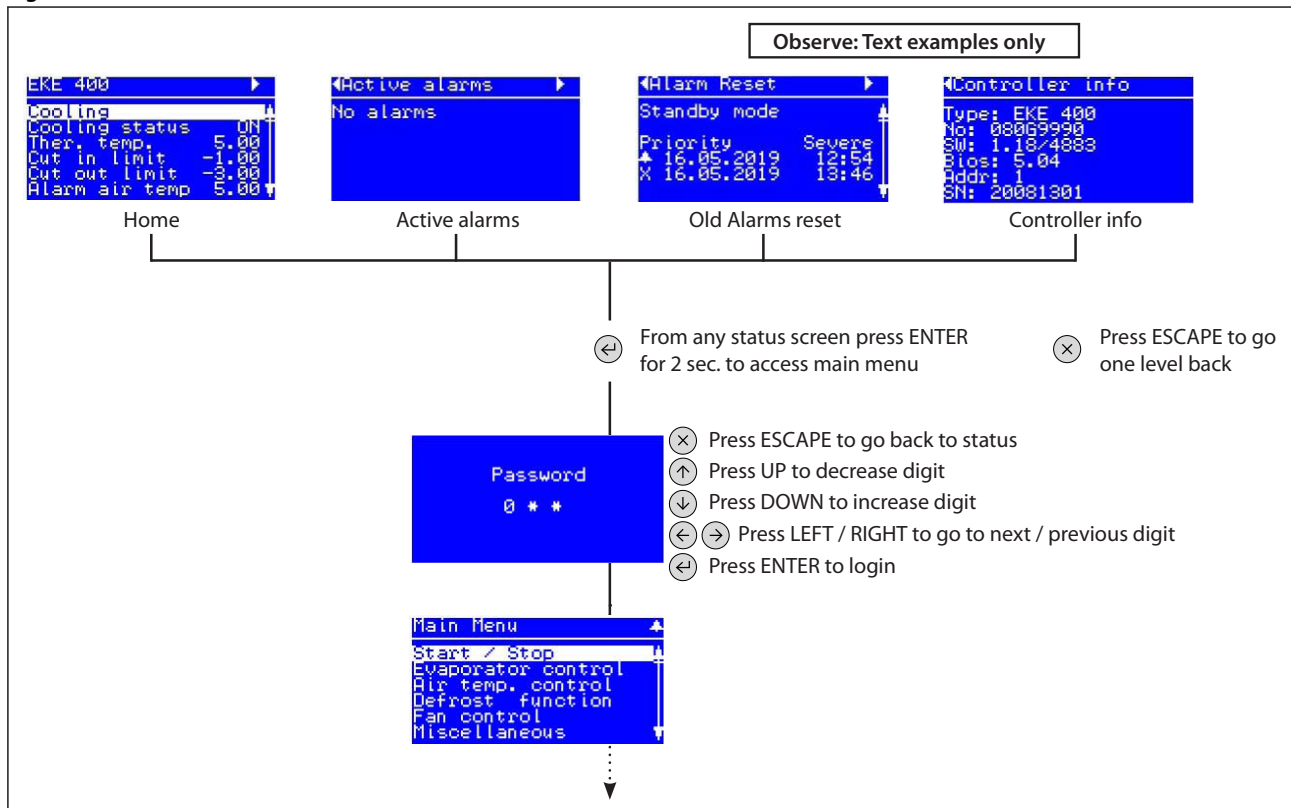 Observe: Text examples only
EKE 400
Cooling
Cooling status ON
Ther. temp. 5.00
Cut in limit -1.00
Cut out limit -3.00
Alarm air temp 5.00
Home
Active alarms
No alarms
Active alarms
Alarm Reset
Standby mode
Priority Severe
16.05.2019 12:54
X 16.05.2019 13:46
Old Alarms reset
Controller info
Type: EKE 400
No: 080G9990
SW: 1.18/4883
Bios: 5.04
Addr: 1
SN: 20081301
Controller info
From any status screen press ENTER
for 2 sec. to access main menu
Press ESCAPE to go
one level back
Password
0 * *
Press ESCAPE to go back to status
Press UP to decrease digit
Press DOWN to increase digit
Press LEFT / RIGHT to go to next / previous digit
Press ENTER to login
Main Menu
Start / Stop
Evaporator control
Air temp. control
Defrost function
Fan control
Miscellaneous